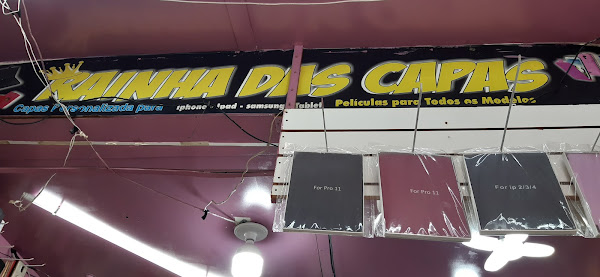 RAINHA DAS CAPAS
Capas Personalizada para Iphone - Ipad - samsung Tablet Películas para Todos os Modelos
For Pro 11
For Pro 11
For ip 2/3/4